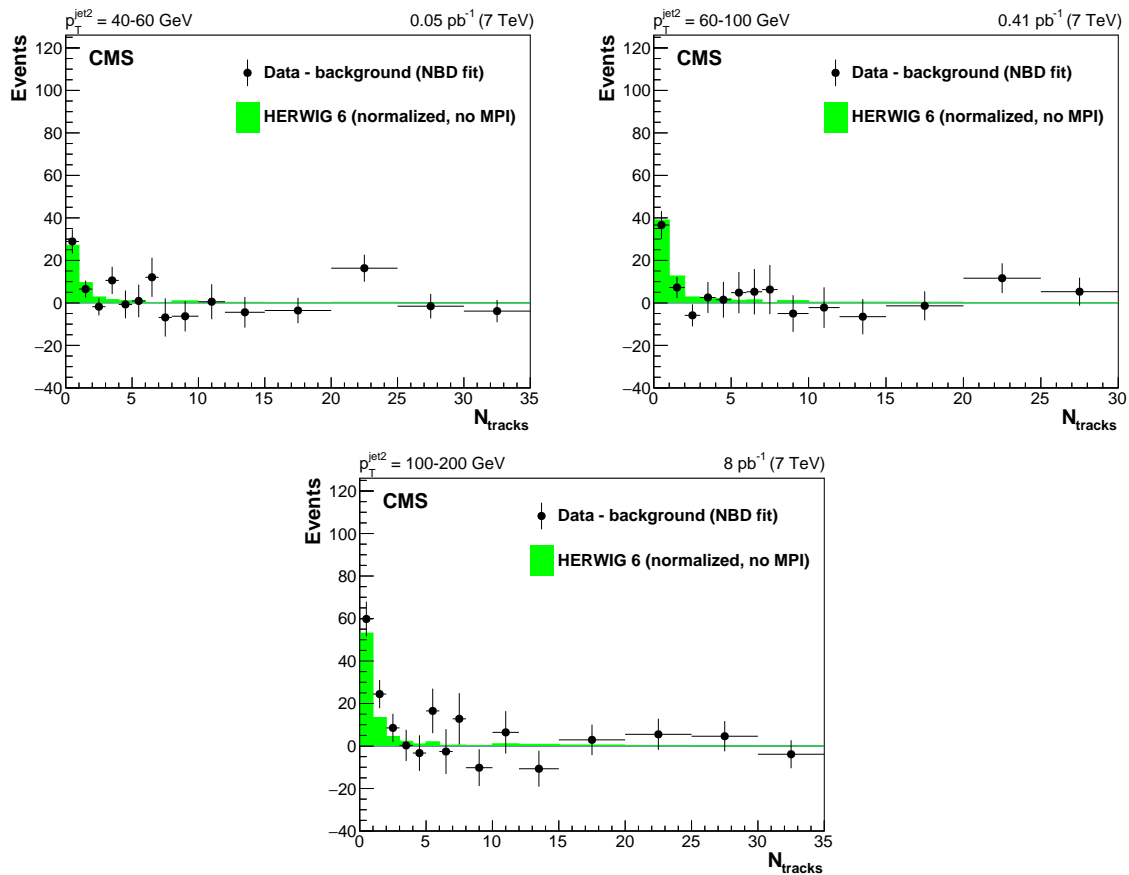 p_T^jet2 = 40-60 GeV 0.05 pb^-1 (7 TeV)
Events
CMS
Data - background (NBD fit)
HERWIG 6 (normalized, no MPI)
120
100
80
60
40
20
0
−20
−40
0 5 10 15 20 25 30 35
N_tracks
p_T^jet2 = 60-100 GeV 0.41 pb^-1 (7 TeV)
Events
CMS
Data - background (NBD fit)
HERWIG 6 (normalized, no MPI)
120
100
80
60
40
20
0
−20
−40
0 5 10 15 20 25 30
N_tracks
p_T^jet2 = 100-200 GeV 8 pb^-1 (7 TeV)
Events
CMS
Data - background (NBD fit)
HERWIG 6 (normalized, no MPI)
120
100
80
60
40
20
0
−20
−40
0 5 10 15 20 25 30 35
N_tracks